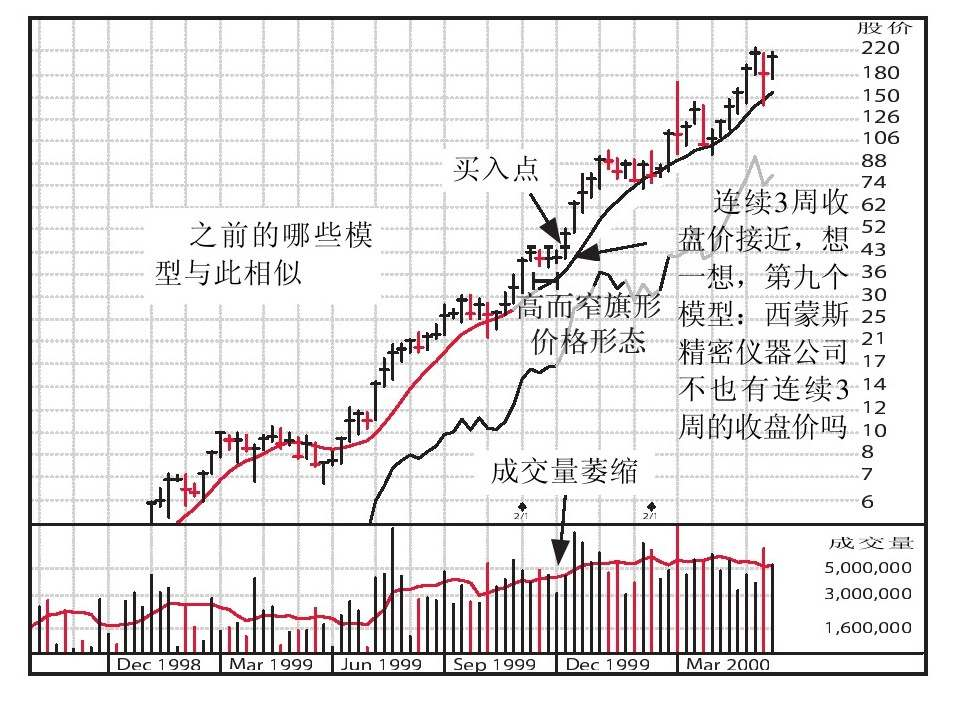 股价
220
180
150
126
106
88
74
62
52
43
36
30
25
21
17
14
12
10
8
7
6
买入点
之前的哪些模
型与此相似
连续3周收
盘价接近，想
一想，第九个
模型：西蒙斯
精密仪器公司
不也有连续3
周的收盘价吗
高而窄旗形
价格形态
成交量萎缩
2/1
2/1
成交量
5,000,000
3,000,000
1,600,000
Dec 1998
Mar 1999
Jun 1999
Sep 1999
Dec 1999
Mar 2000